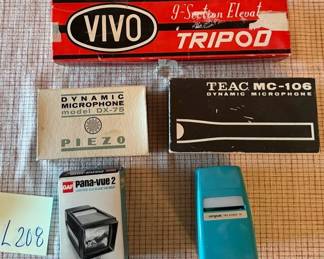 VIVO
9-Section Elevat
TRIPOD
DYNAMIC
MICROPHONE
model DX-75
PIEZO
TEAC MC-106
DYNAMIC MICROPHONE
GAF pana-vue 2
L208